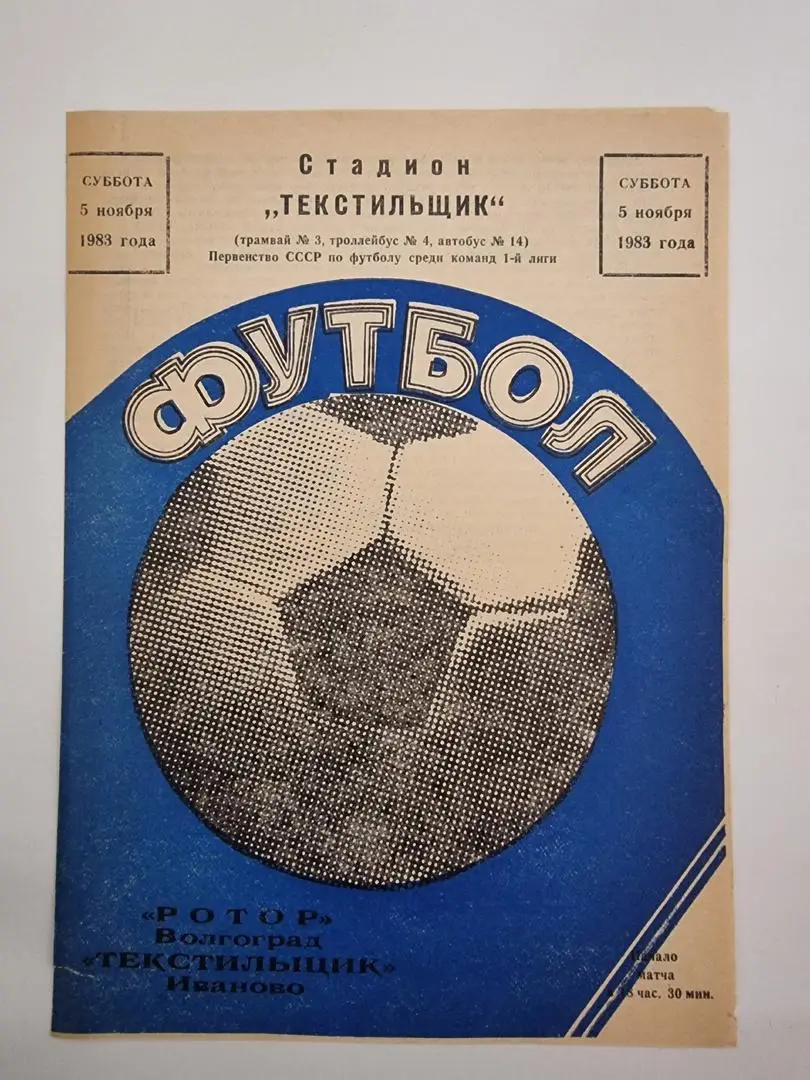 СУББОТА
5 ноября
1983 года
Стадион
„ТЕКСТИЛЬЩИК“
(трамвай № 3, троллейбус № 4, автобус № 14)
Первенство СССР по футболу среди команд 1-й лиги
СУББОТА
5 ноября
1983 года
ФУТБОЛ
«РОТОР»
Волгоград
«ТЕКСТИЛЬЩИК»
Иваново
Начало
матча
18 час. 30 мин.